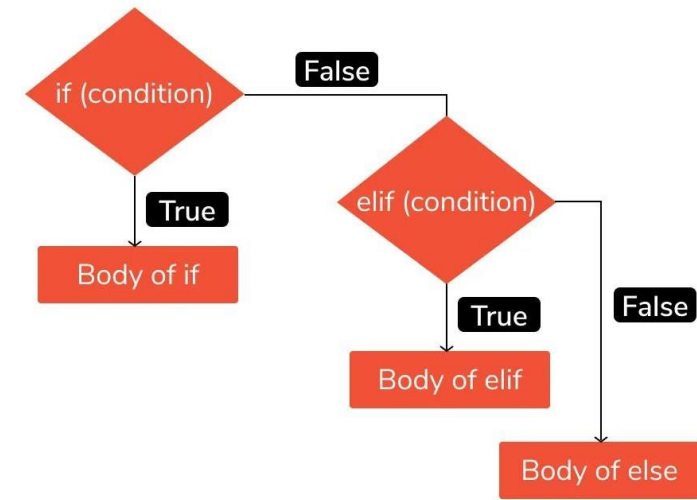 if (condition)
False
True
elif (condition)
Body of if
True
False
Body of elif
Body of else